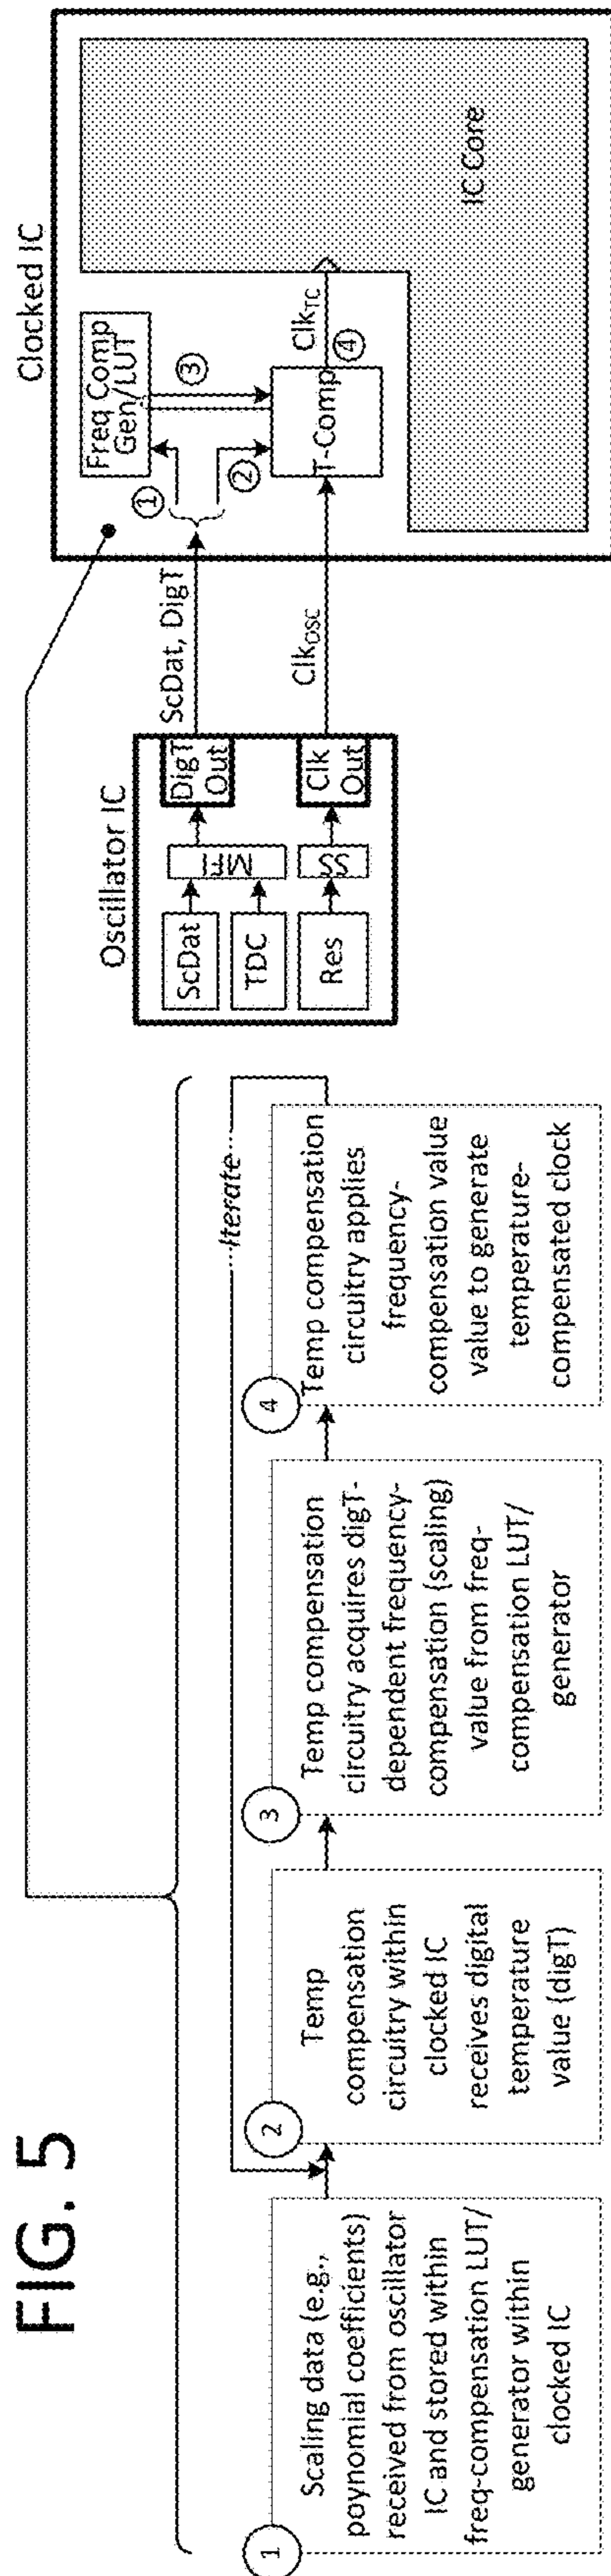 FIG. 5
1
Scaling data (e.g.,
poynomial coefficients)
received from oscillator
IC and stored within
freq-compensation LUT/
generator within
clocked IC
2
Temp
compensation
circuitry within
clocked IC
receives digital
temperature
value (digT)
3
Temp compensation
circuitry acquires digT-
dependent frequency-
compensation (scaling)
value from freq-
compensation LUT/
generator
4
Temp compensation
circuitry applies
frequency-
compensation value
value to generate
temperature-
compensated clock
...Iterate...
Oscillator IC
ScDat
TDC
Res
MFI
SS
DigT
Out
Clk
Out
ScDat, DigT
ClkOSC
Clocked IC
1
2
Freq Comp
Gen/LUT
3
T-Comp
ClkTC
4
IC Core